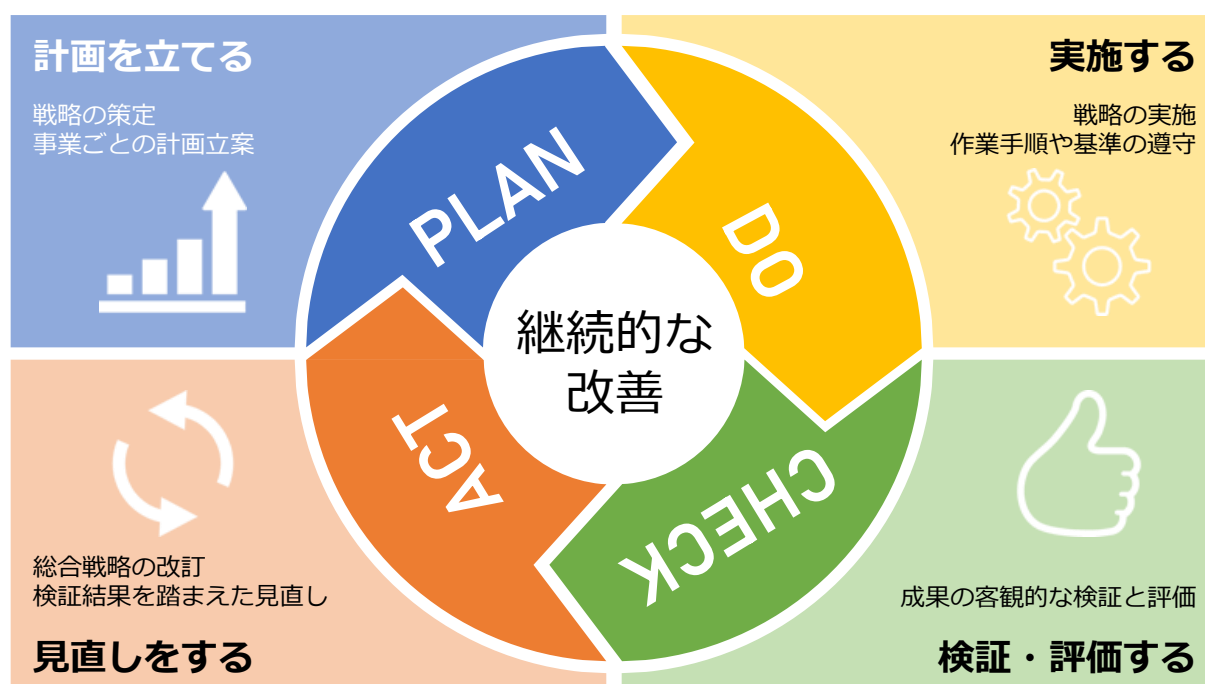 計画を立てる
戦略の策定
事業ごとの計画立案
PLAN
実施する
戦略の実施
作業手順や基準の遵守
DO
継続的な
改善
ACT
総合戦略の改訂
検証結果を踏まえた見直し
見直しをする
CHECK
成果の客観的な検証と評価
検証・評価する